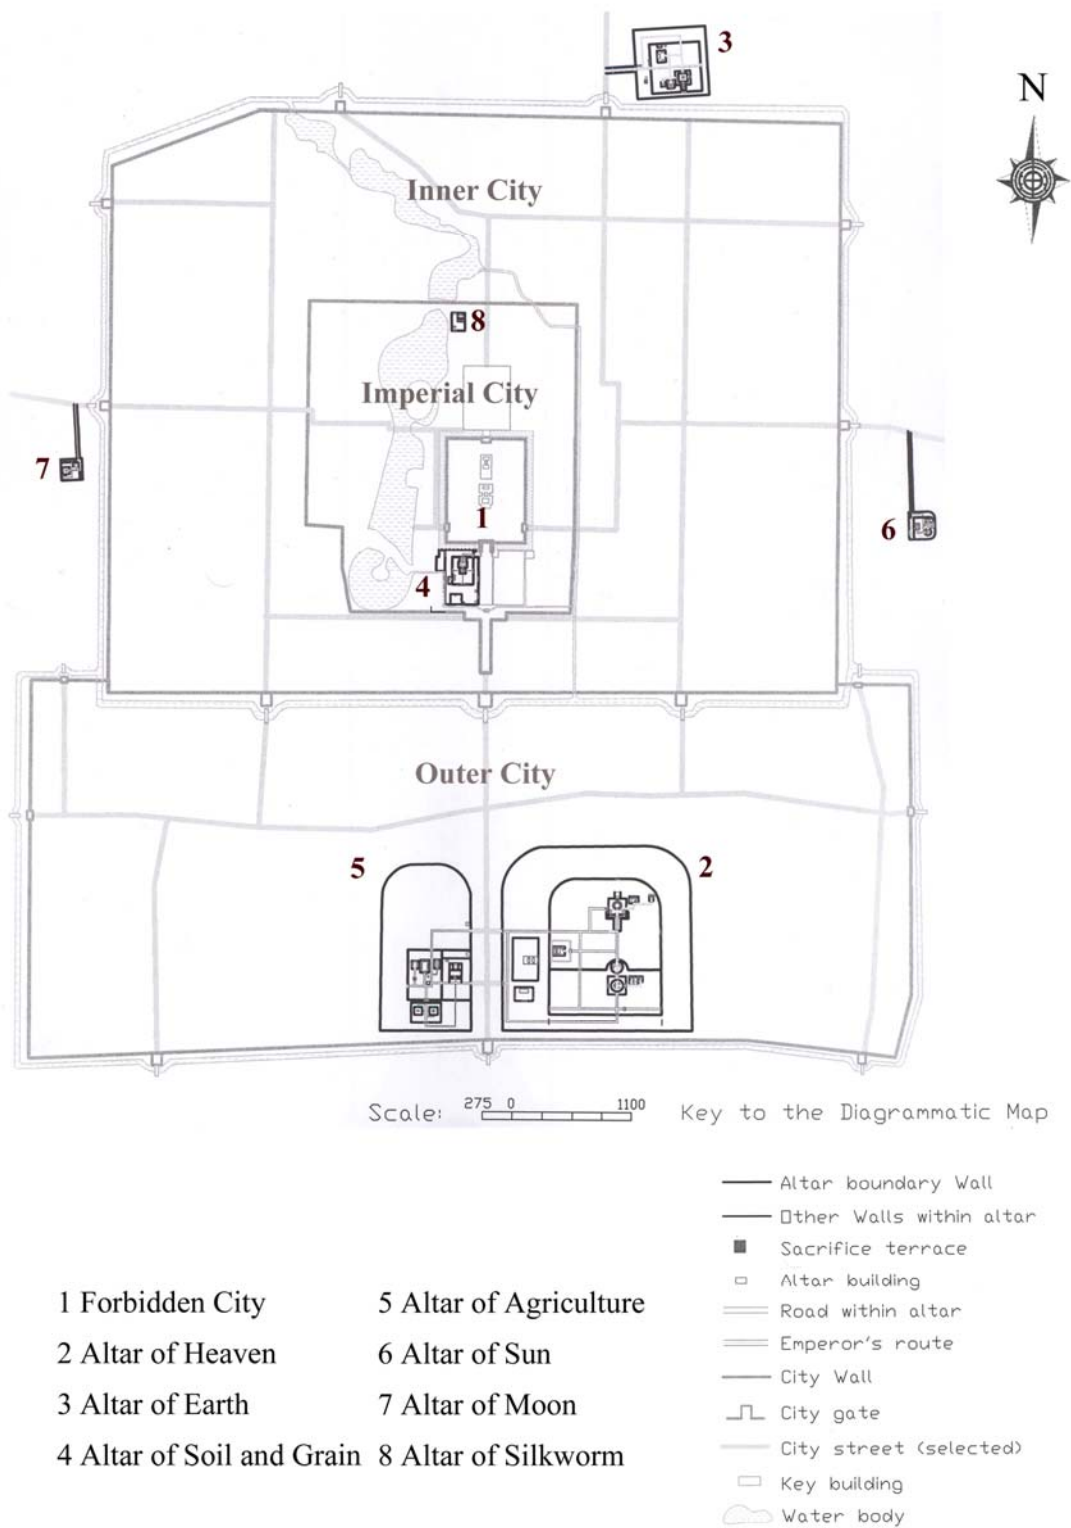 3
N
Inner City
8
Imperial City
7
1
6
4
Outer City
5
2
Scale: 275 0 1100 Key to the Diagrammatic Map
Altar boundary Wall
Other Walls within altar
Sacrifice terrace
Altar building
Road within altar
Emperor's route
City Wall
City gate
City street (selected)
Key building
Water body
1 Forbidden City
2 Altar of Heaven
3 Altar of Earth
4 Altar of Soil and Grain
5 Altar of Agriculture
6 Altar of Sun
7 Altar of Moon
8 Altar of Silkworm